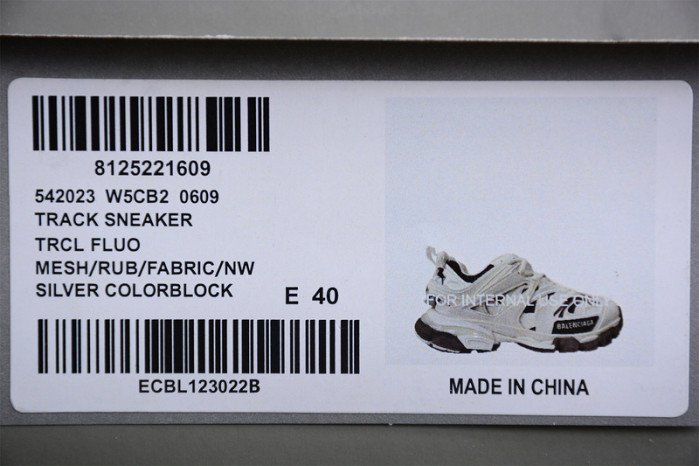 8125221609
542023 W5CB2 0609
TRACK SNEAKER
TRCL FLUO
MESH/RUB/FABRIC/NW
SILVER COLORBLOCK
E 40
ECBL123022B
FOR INTERNAL USE ONLY
BALENCIAGA
MADE IN CHINA